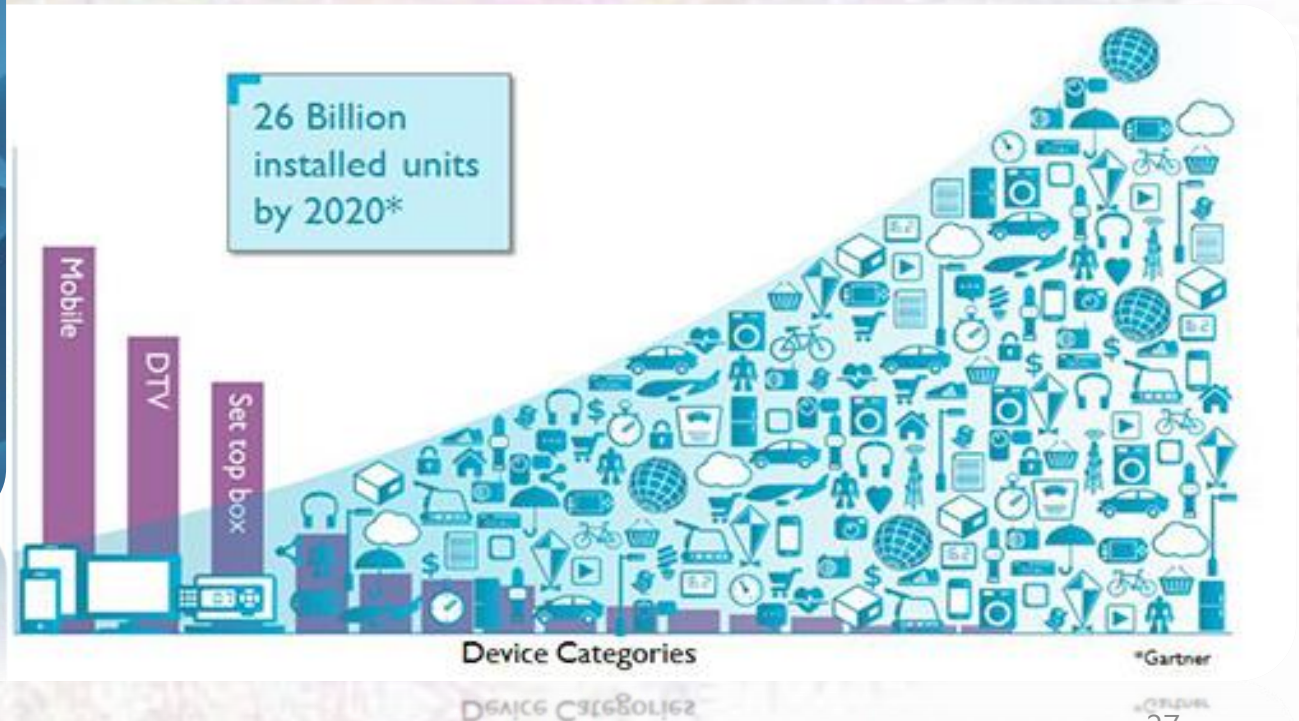 26 Billion
installed units
by 2020*
Mobile
DTV
Set top box
Device Categories
*Gartner